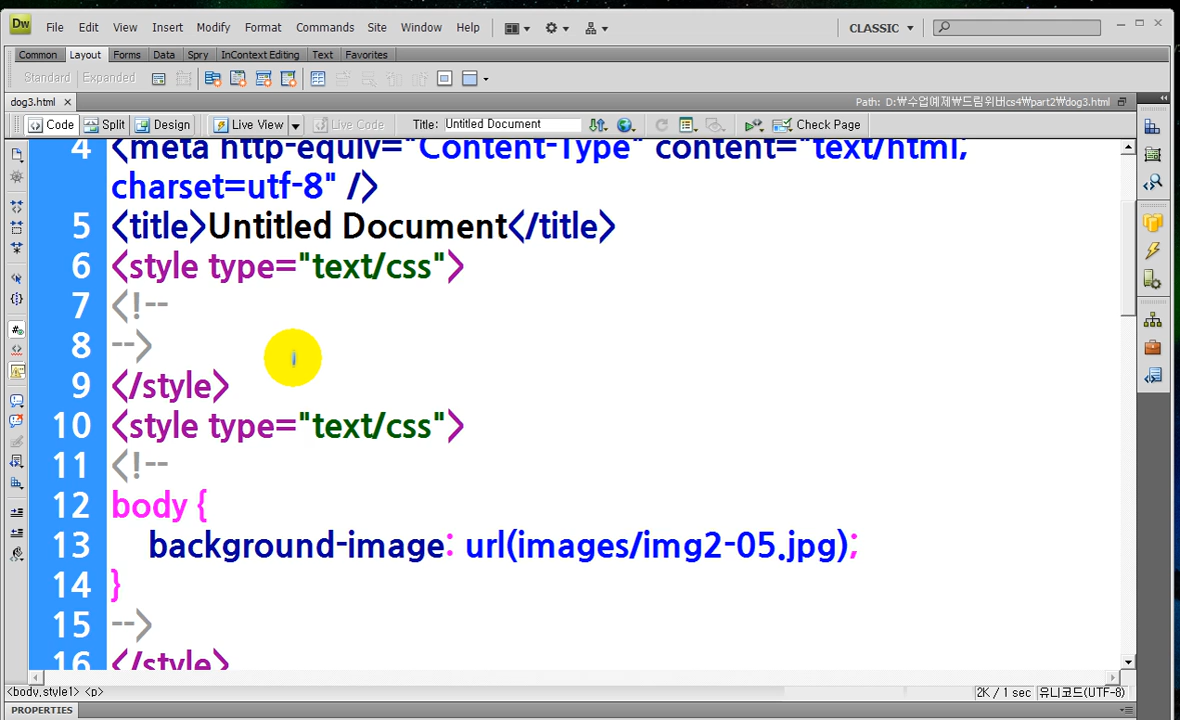 Dw File Edit View Insert Modify Format Commands Site Window Help CLASSIC
Common Layout Forms Data Spry InContext Editing Text Favorites
Standard Expanded
dog3.html × Path: D:₩수업예제₩드림위버cs4₩part2₩dog3.html
Code Split Design Live View Live Code Title: Untitled Document Check Page
4 <meta http-equiv="Content-Type" content="text/html;
charset=utf-8" />
5 <title>Untitled Document</title>
6 <style type="text/css">
7 <!--
8 -->
9 </style>
10 <style type="text/css">
11 <!--
12 body {
13 background-image: url(images/img2-05.jpg);
14 }
15 -->
16 </style>
<body.style1> <p> 2K / 1 sec 유니코드(UTF-8)
PROPERTIES